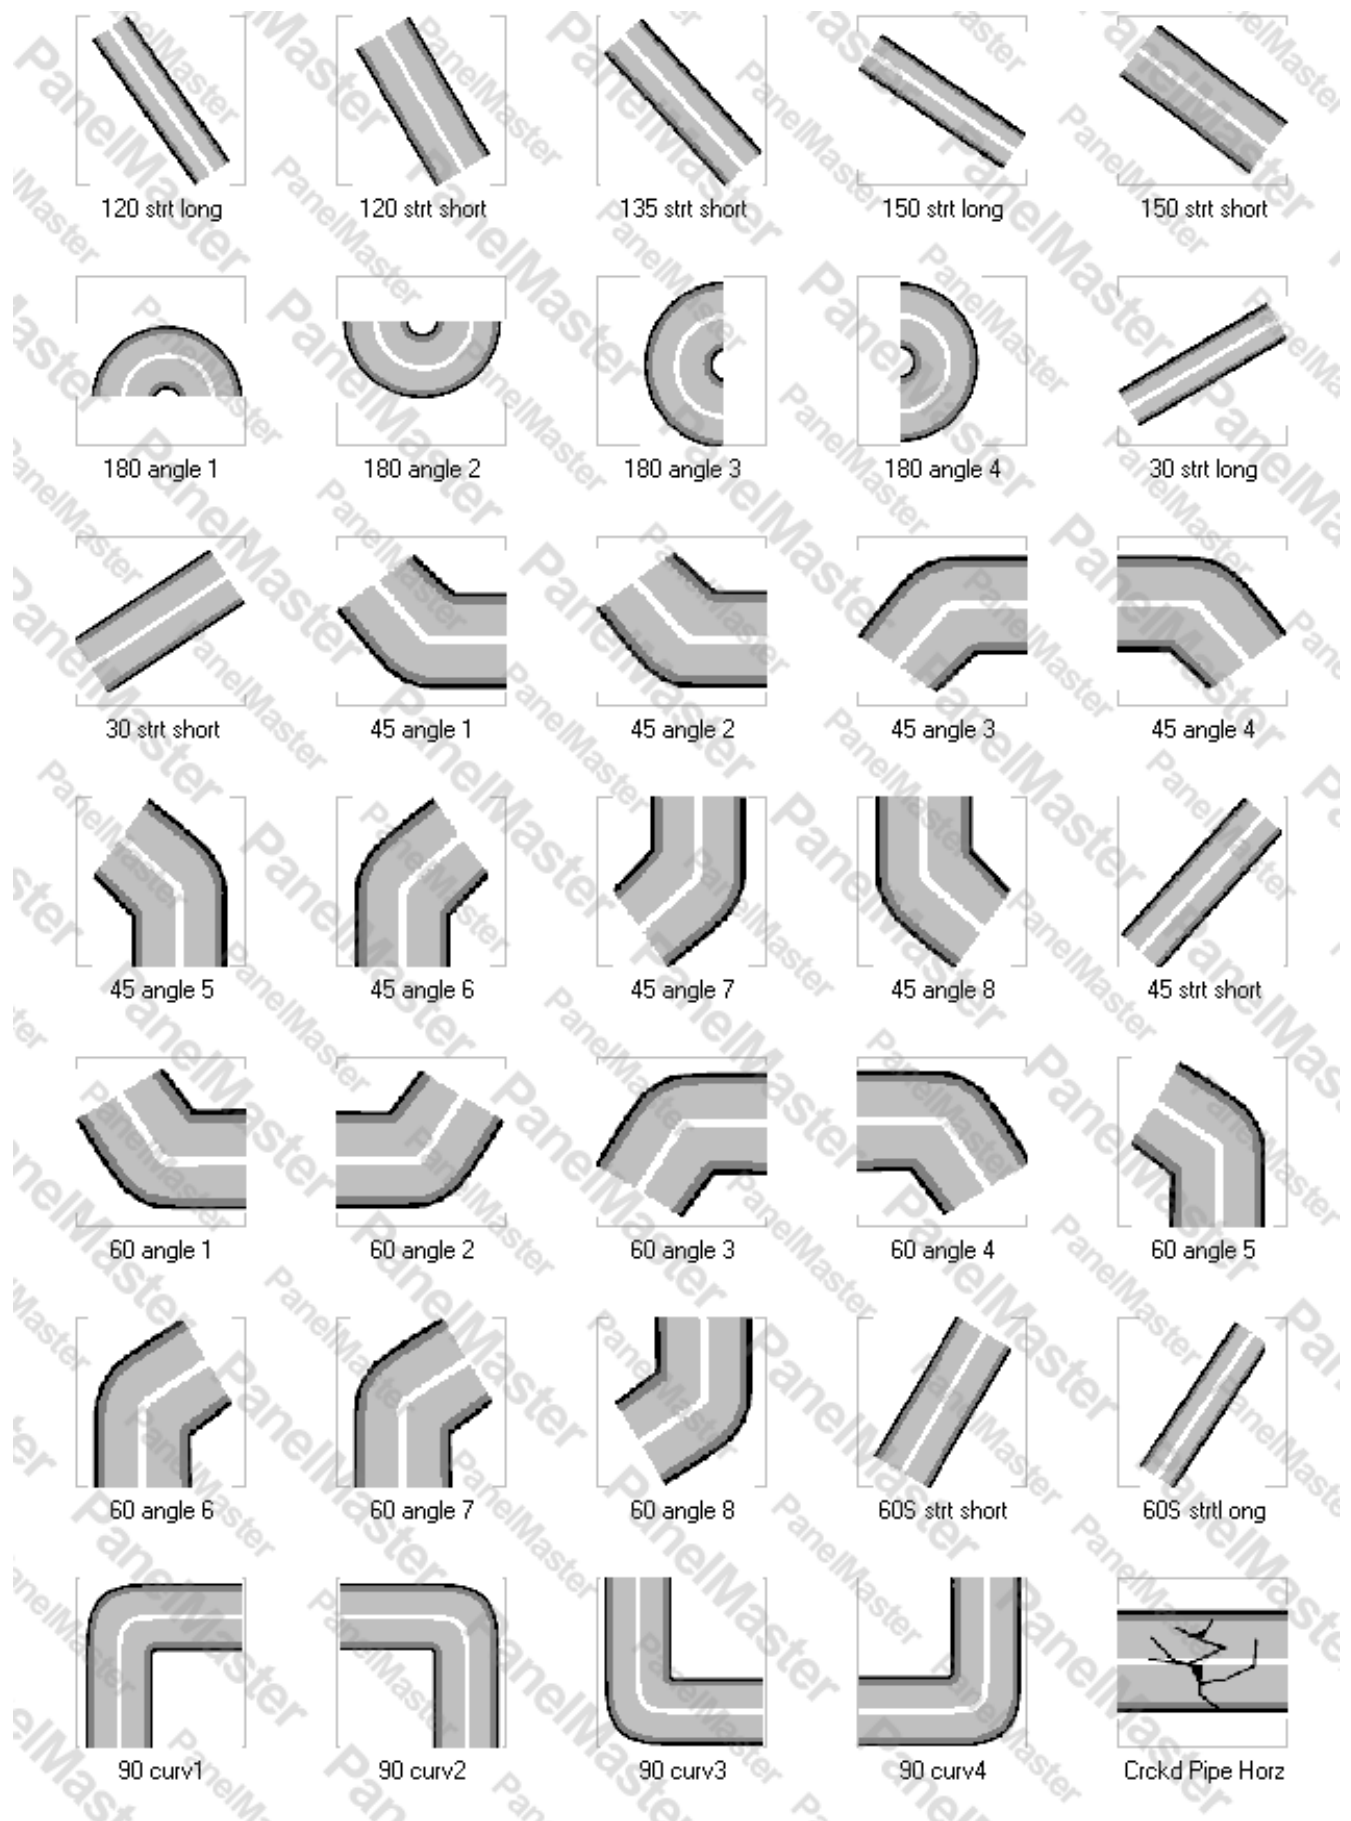 120 strt long 120 strt short 135 strt short 150 strt long 150 strt short
180 angle 1 180 angle 2 180 angle 3 180 angle 4 30 strt long
30 strt short 45 angle 1 45 angle 2 45 angle 3 45 angle 4
45 angle 5 45 angle 6 45 angle 7 45 angle 8 45 strt short
60 angle 1 60 angle 2 60 angle 3 60 angle 4 60 angle 5
60 angle 6 60 angle 7 60 angle 8 60S strt short 60S strtl ong
90 curv1 90 curv2 90 curv3 90 curv4 Crckd Pipe Horz
PanelMaster